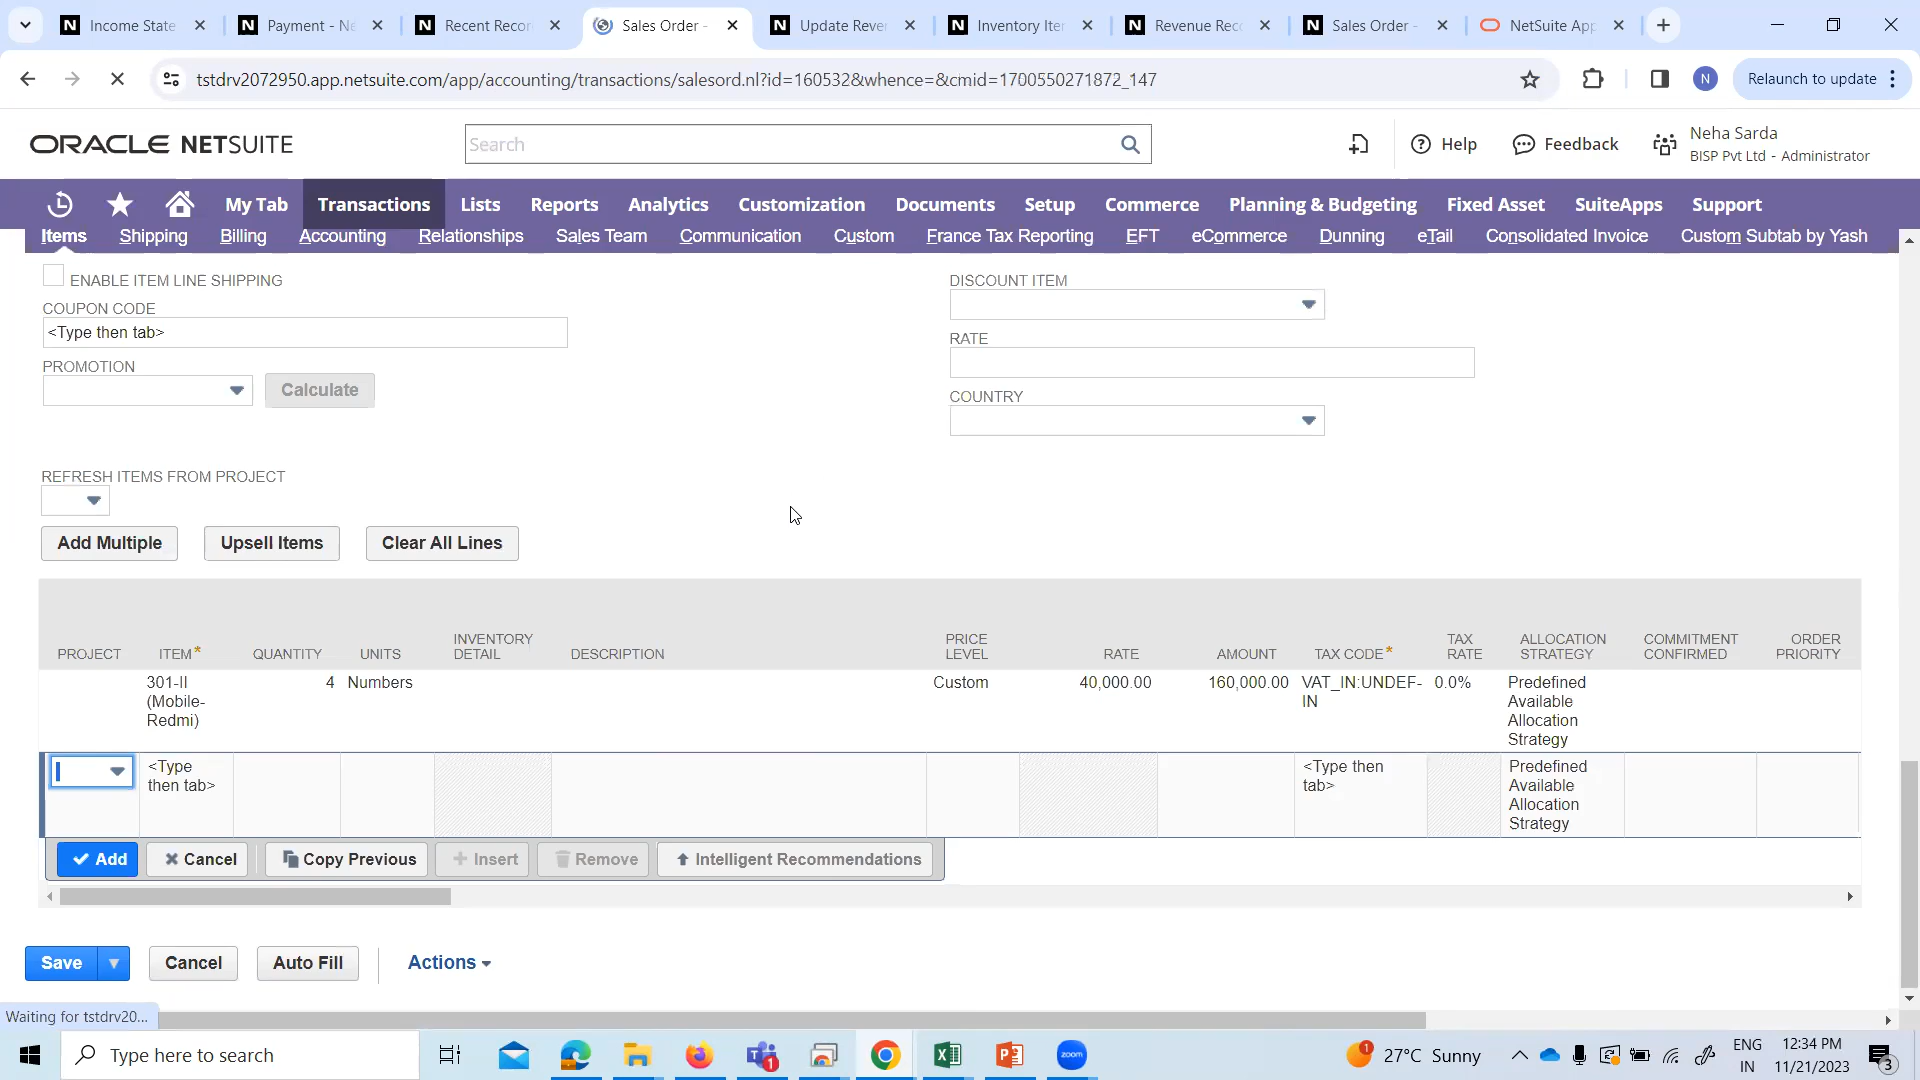 Income State
Payment - Ne
Recent Recor
Sales Order -
Update Rever
Inventory Iter
Revenue Reco
Sales Order -
NetSuite App
tstdrv2072950.app.netsuite.com/app/accounting/transactions/salesord.nl?id=160532&whence=&cmid=1700550271872_147
N
Relaunch to update
ORACLE NETSUITE
Search
Help
Feedback
Neha Sarda
BISP Pvt Ltd - Administrator
My Tab Transactions Lists Reports Analytics Customization Documents Setup Commerce Planning & Budgeting Fixed Asset SuiteApps Support
Items Shipping Billing Accounting Relationships Sales Team Communication Custom France Tax Reporting EFT eCommerce Dunning eTail Consolidated Invoice Custom Subtab by Yash
ENABLE ITEM LINE SHIPPING
COUPON CODE
<Type then tab>
PROMOTION
Calculate
DISCOUNT ITEM
RATE
COUNTRY
REFRESH ITEMS FROM PROJECT
Add Multiple
Upsell Items
Clear All Lines
PROJECT
ITEM*
QUANTITY
UNITS
INVENTORY
DETAIL
DESCRIPTION
PRICE
LEVEL
RATE
AMOUNT
TAX CODE*
TAX
RATE
ALLOCATION
STRATEGY
COMMITMENT
CONFIRMED
ORDER
PRIORITY
301-II
(Mobile-
Redmi)
4
Numbers
Custom
40,000.00
160,000.00
VAT_IN:UNDEF-
IN
0.0%
Predefined
Available
Allocation
Strategy
<Type
then tab>
<Type then
tab>
Predefined
Available
Allocation
Strategy
Add
Cancel
Copy Previous
Insert
Remove
Intelligent Recommendations
Save
Cancel
Auto Fill
Actions
Waiting for tstdrv20...
Type here to search
1
zoom
1
27°C Sunny
ENG
IN
12:34 PM
11/21/2023
3